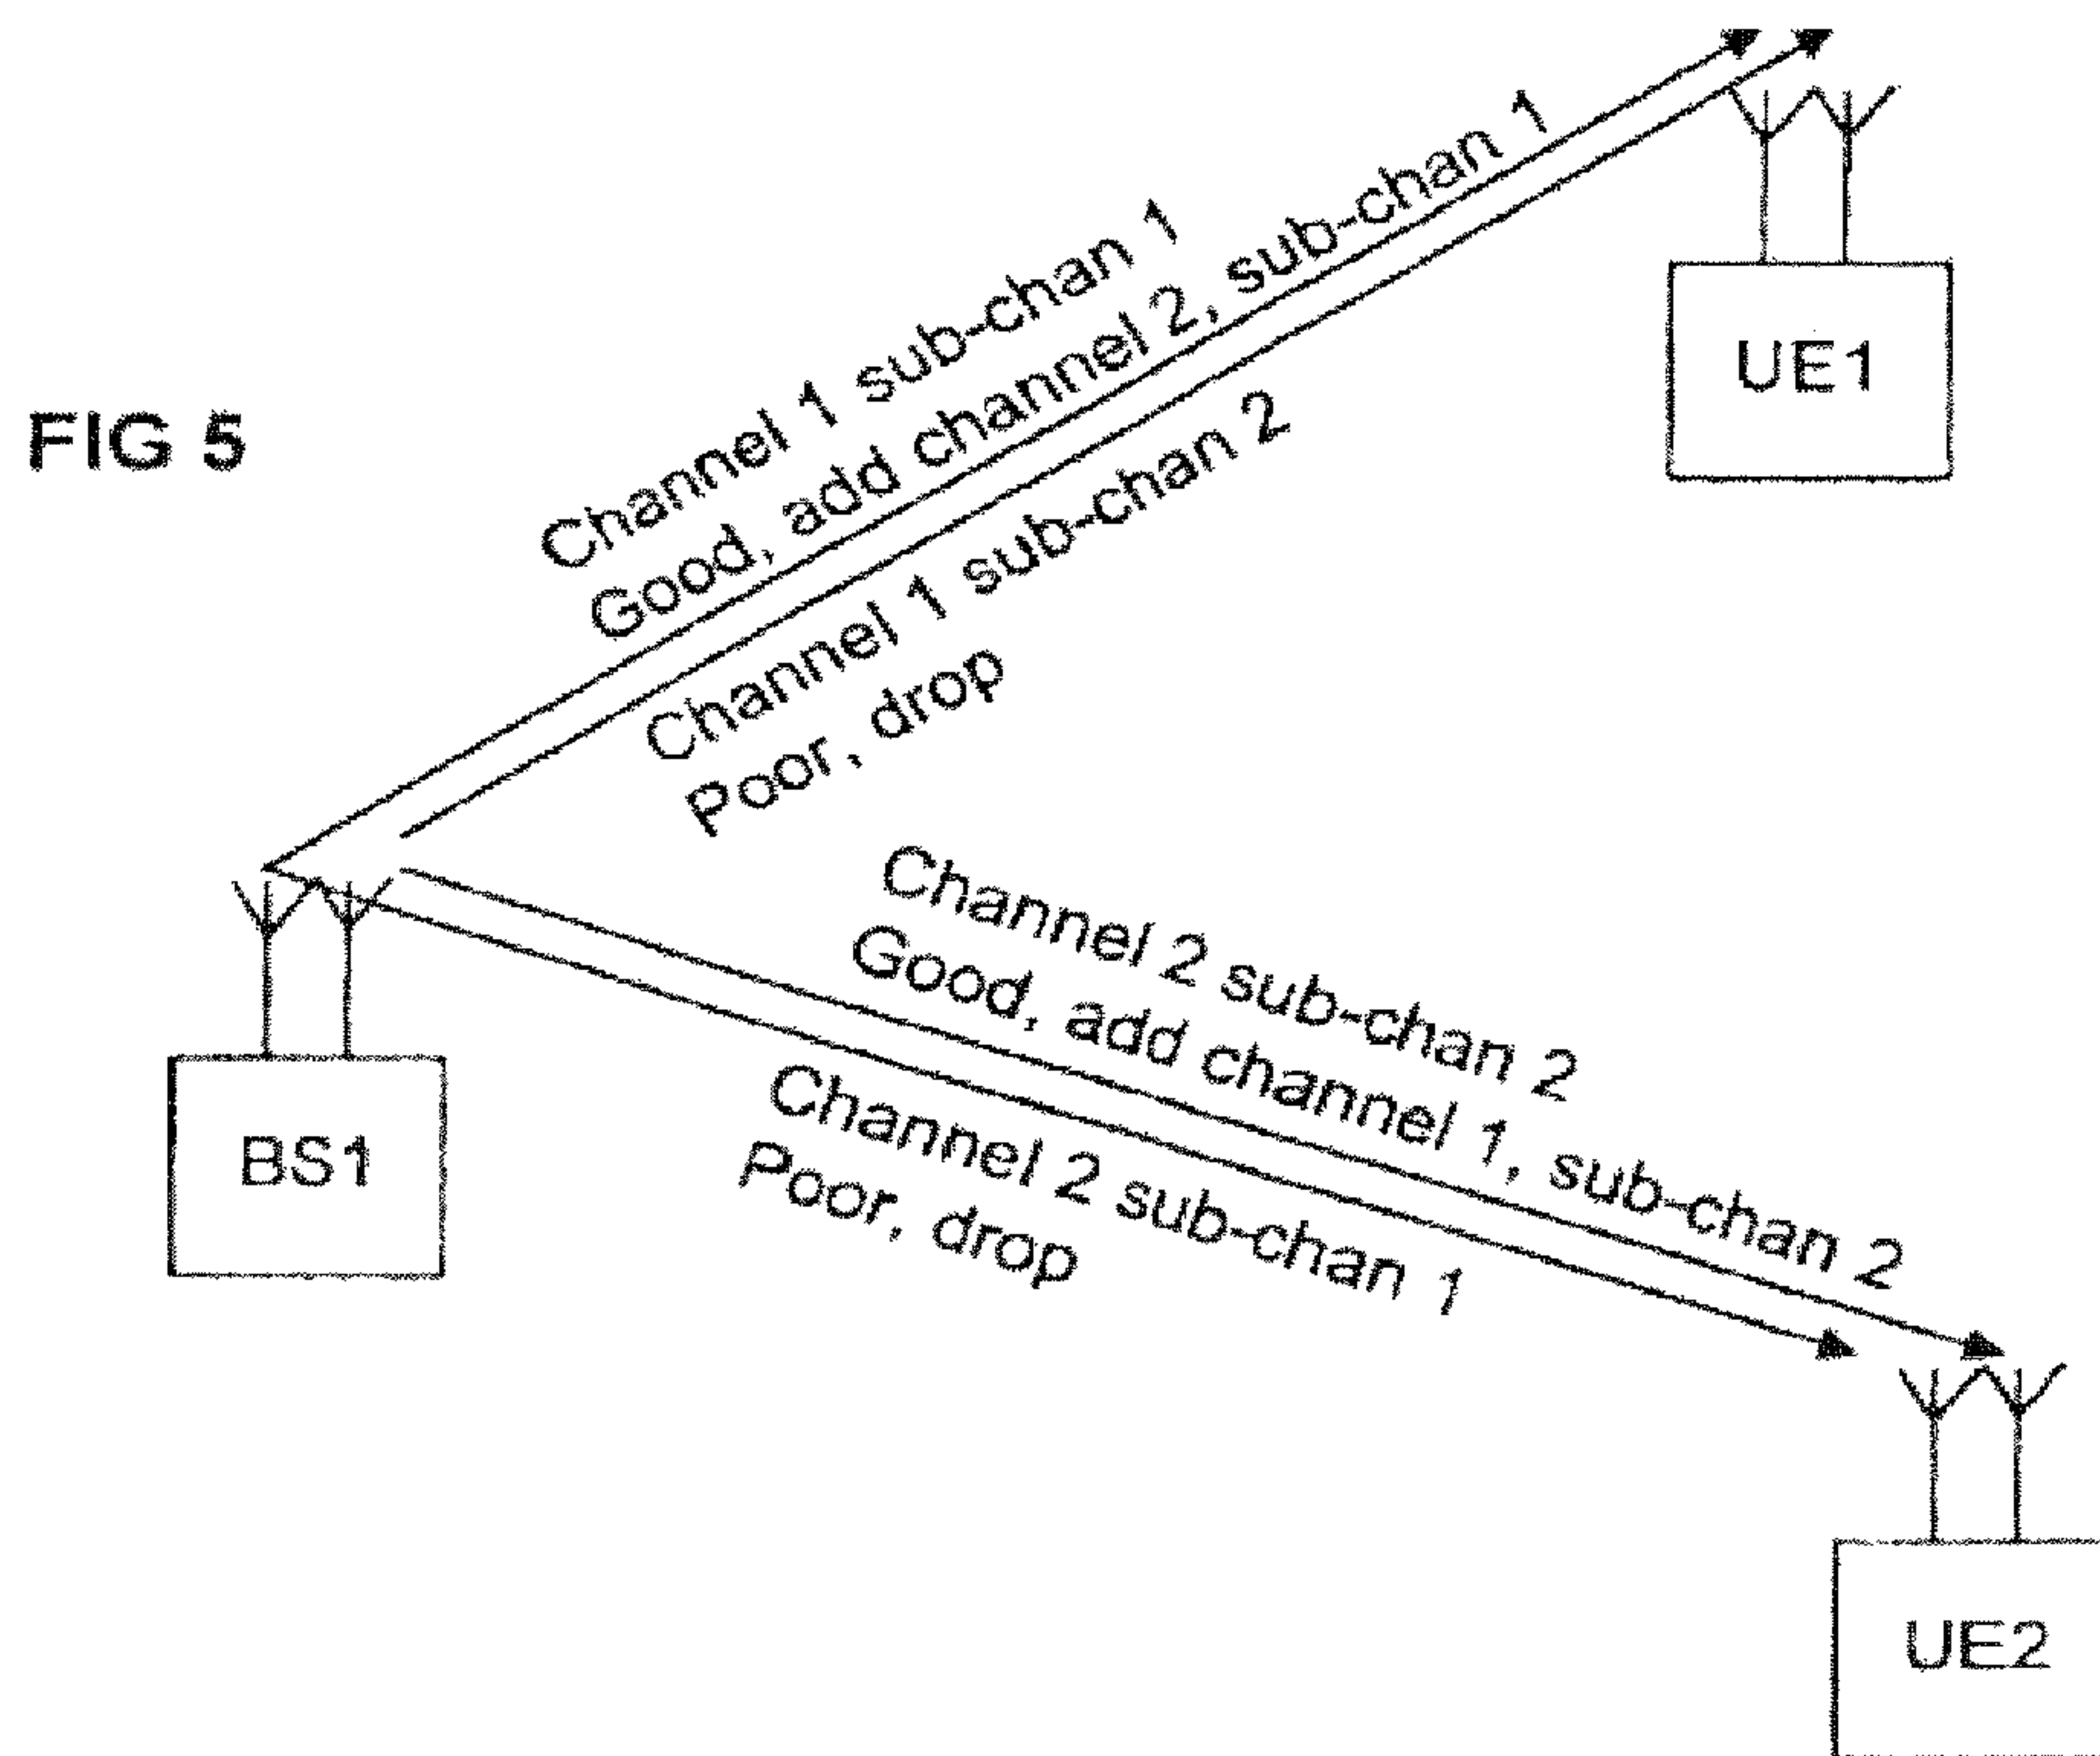 FIG 5
Channel 1 sub-chan 1
Good, add channel 2, sub-chan 1
Channel 1 sub-chan 2
Poor, drop
UE1
Channel 2 sub-chan 2
Good, add channel 1, sub-chan 2
Channel 2 sub-chan 1
Poor, drop
BS1
UE2